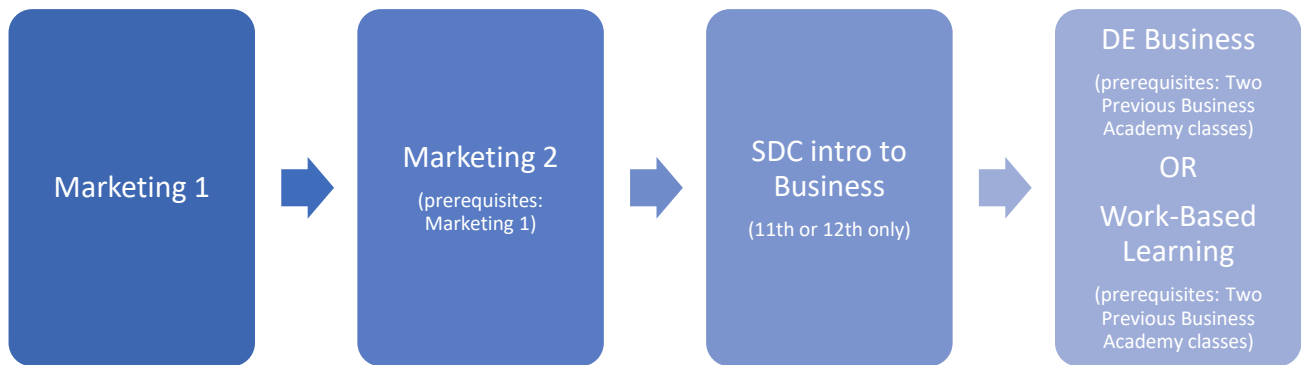 Marketing 1
Marketing 2
(prerequisites:
Marketing 1)
SDC intro to
Business
(11th or 12th only)
DE Business
(prerequisites: Two
Previous Business
Academy classes)
OR
Work-Based
Learning
(prerequisites: Two
Previous Business
Academy classes)